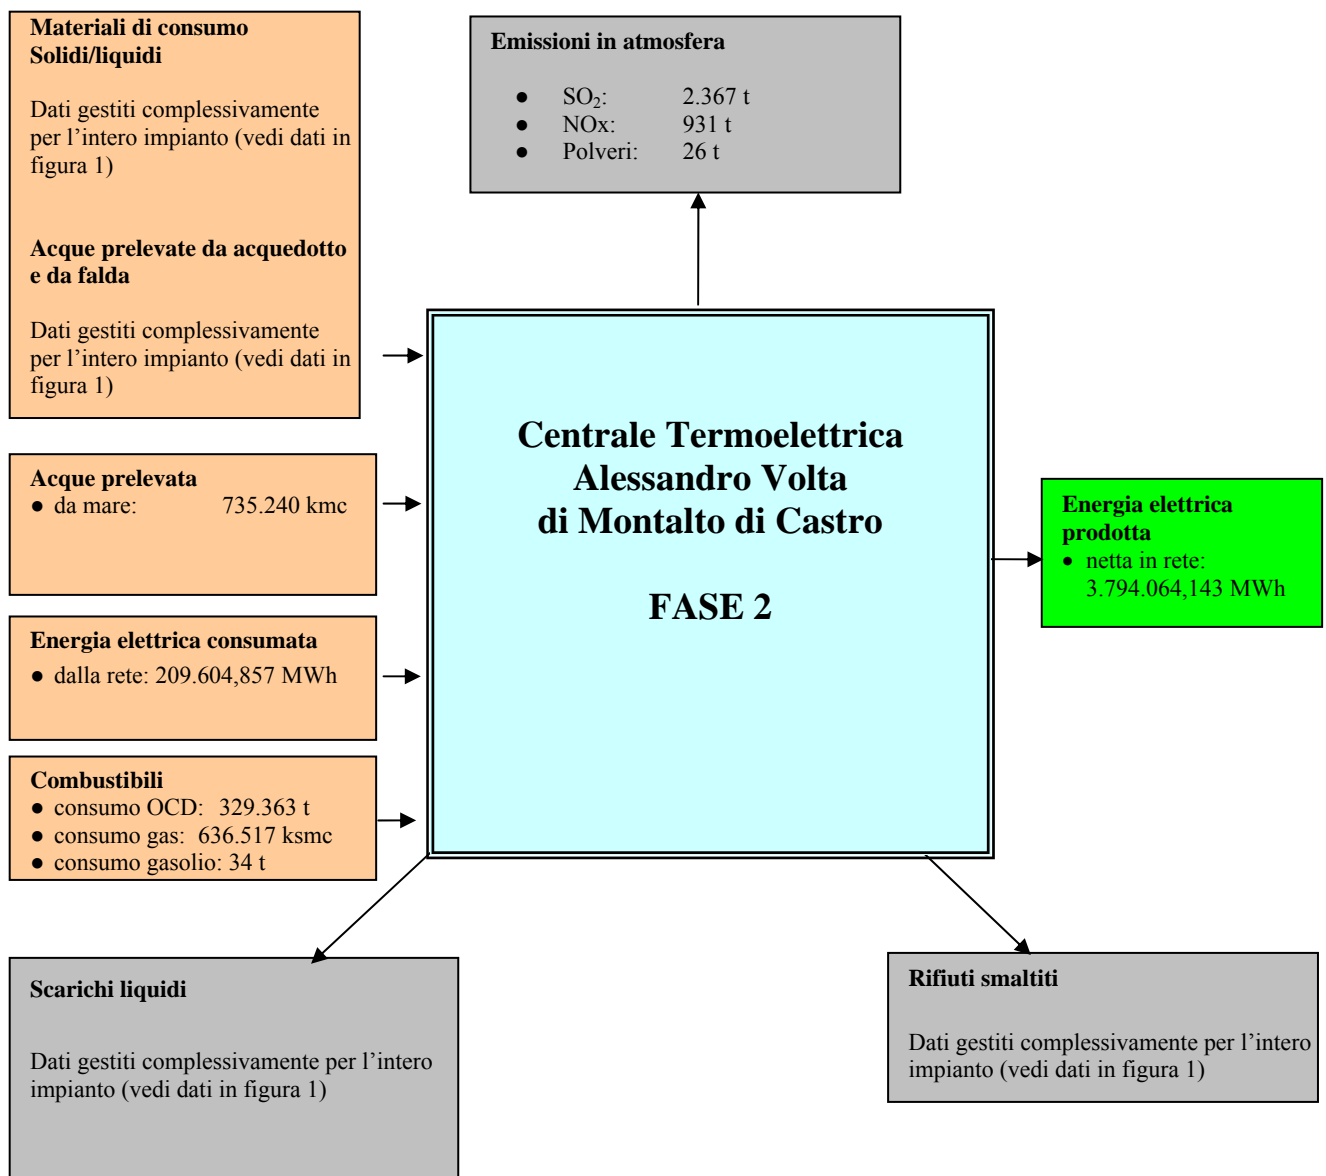 Materiali di consumo
Solidi/liquidi
Dati gestiti complessivamente
per l’intero impianto (vedi dati in
figura 1)
Acque prelevate da acquedotto
e da falda
Dati gestiti complessivamente
per l’intero impianto (vedi dati in
figura 1)
Emissioni in atmosfera
● SO₂: 2.367 t
● NOx: 931 t
● Polveri: 26 t
Acque prelevata
● da mare: 735.240 kmc
Energia elettrica consumata
● dalla rete: 209.604,857 MWh
Combustibili
● consumo OCD: 329.363 t
● consumo gas: 636.517 ksmc
● consumo gasolio: 34 t
Centrale Termoelettrica
Alessandro Volta
di Montalto di Castro
FASE 2
Energia elettrica
prodotta
● netta in rete:
3.794.064,143 MWh
Scarichi liquidi
Dati gestiti complessivamente per l’intero
impianto (vedi dati in figura 1)
Rifiuti smaltiti
Dati gestiti complessivamente per l’intero
impianto (vedi dati in figura 1)